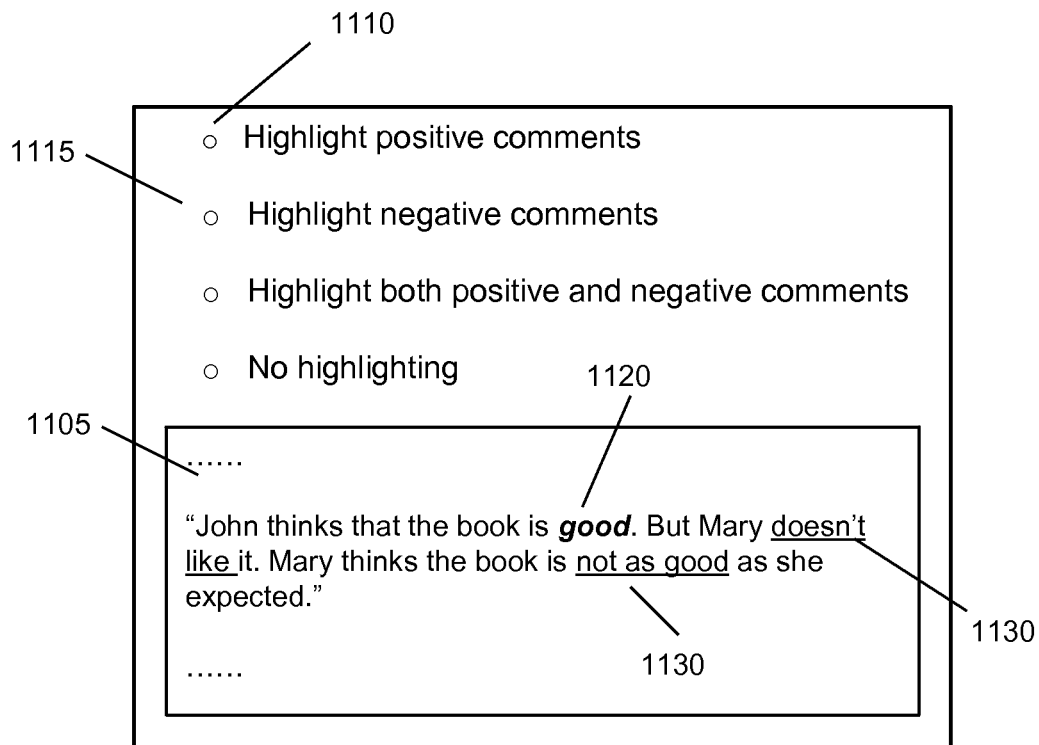 1110
Highlight positive comments
1115
Highlight negative comments
Highlight both positive and negative comments
No highlighting
1120
1105
......
“John thinks that the book is good. But Mary doesn’t
like it. Mary thinks the book is not as good as she
expected.”
1130
1130
......